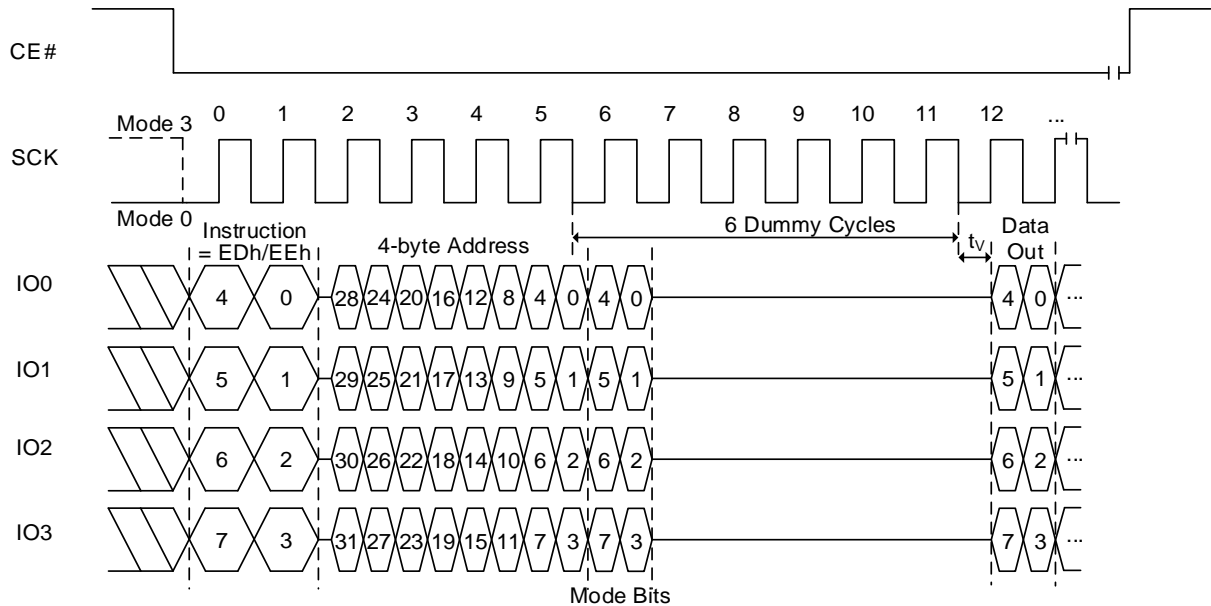 CE#
0 1 2 3 4 5 6 7 8 9 10 11 12 ...
Mode 3
SCK
Mode 0
Instruction
= EDh/EEh
4-byte Address
6 Dummy Cycles
tV
Data
Out
IO0 4 0 28 24 20 16 12 8 4 0 4 0 4 0 ...
IO1 5 1 29 25 21 17 13 9 5 1 5 1 5 1 ...
IO2 6 2 30 26 22 18 14 10 6 2 6 2 6 2 ...
IO3 7 3 31 27 23 19 15 11 7 3 7 3 7 3 ...
Mode Bits